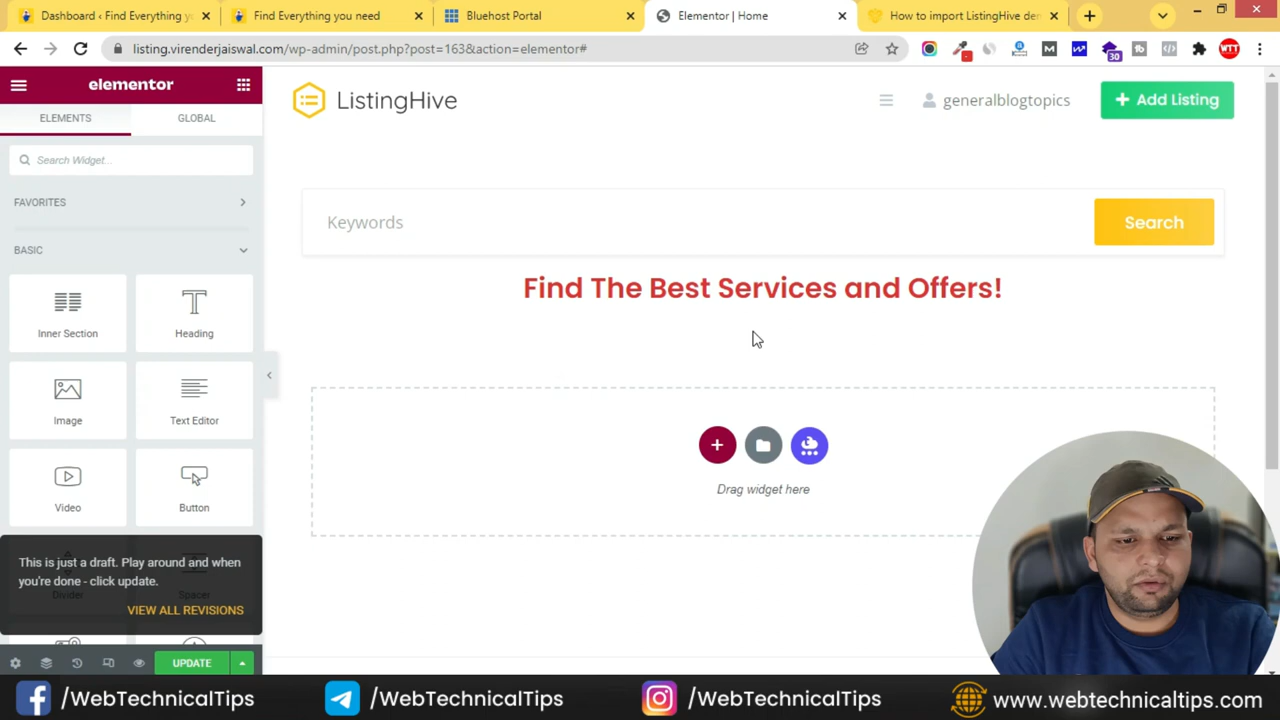 Dashboard ‹ Find Everything y
Find Everything you need
Bluehost Portal
Elementor | Home
How to import ListingHive de
listing.virenderjaiswal.com/wp-admin/post.php?post=163&action=elementor#
30
WTT
elementor
ELEMENTS
GLOBAL
Search Widget...
FAVORITES
BASIC
Inner Section
Heading
Image
Text Editor
Video
Button
Divider
Spacer
This is just a draft. Play around and when
you're done - click update.
VIEW ALL REVISIONS
UPDATE
ListingHive
generalblogtopics
Add Listing
Keywords
Search
Find The Best Services and Offers!
Drag widget here
/WebTechnicalTips
/WebTechnicalTips
/WebTechnicalTips
www.webtechnicaltips.com